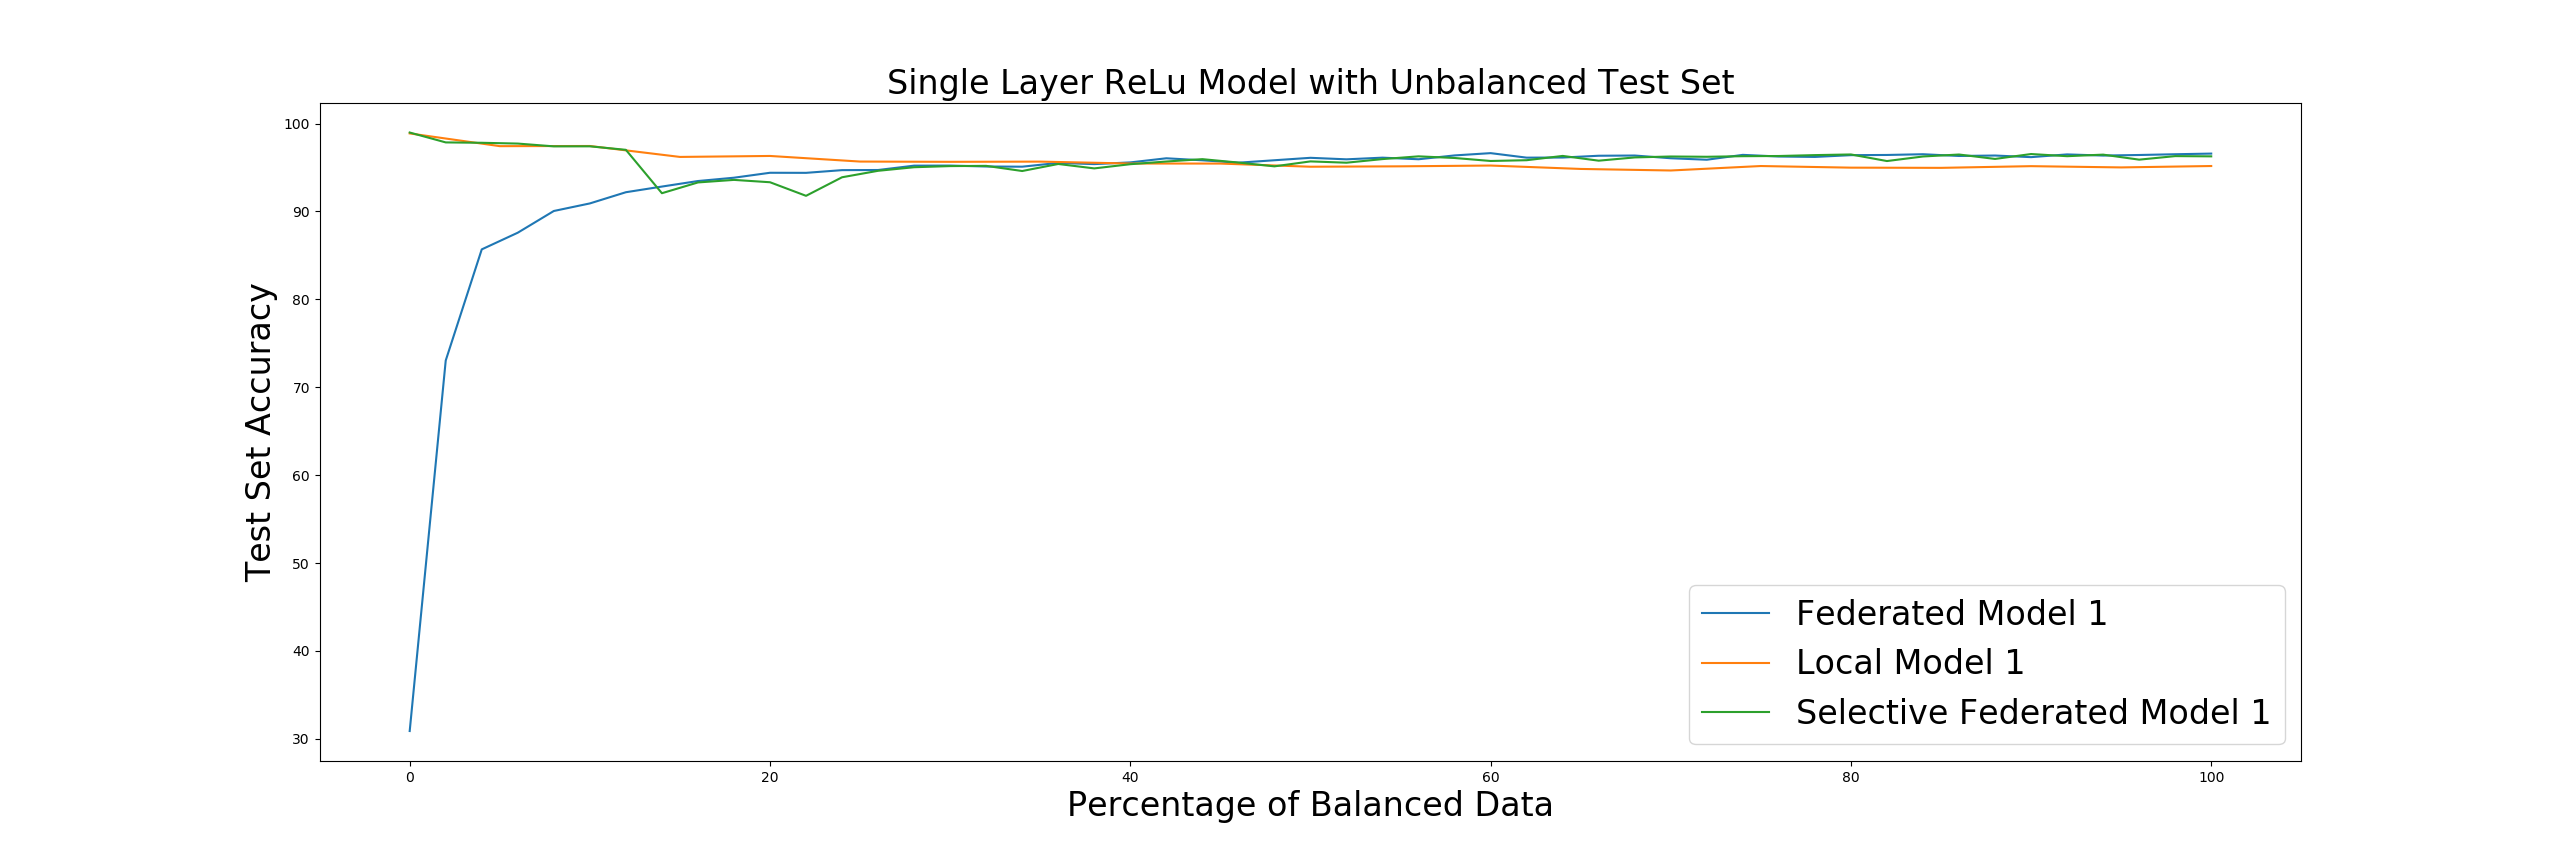 Single Layer ReLu Model with Unbalanced Test Set
100
90
80
70
60
50
40
30
Test Set Accuracy
0 20 40 60 80 100
Percentage of Balanced Data
Federated Model 1
Local Model 1
Selective Federated Model 1